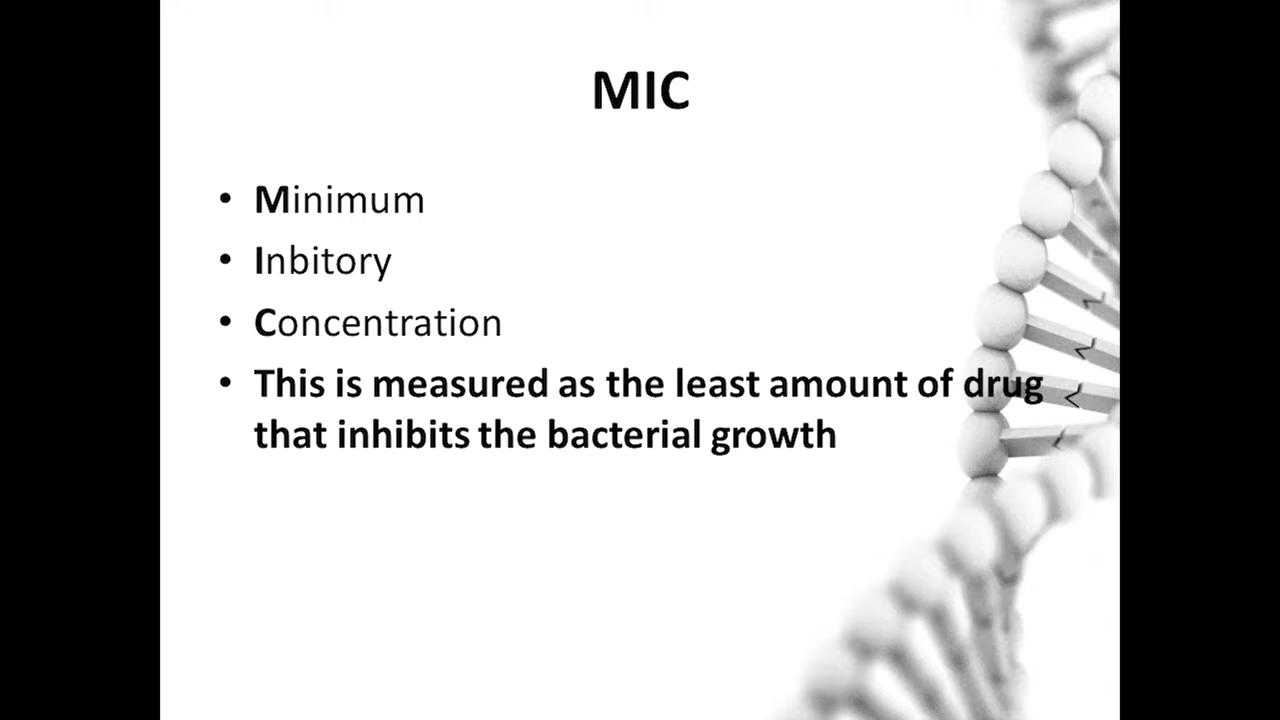 MIC
• Minimum
• Inbitory
• Concentration
• This is measured as the least amount of drug
that inhibits the bacterial growth